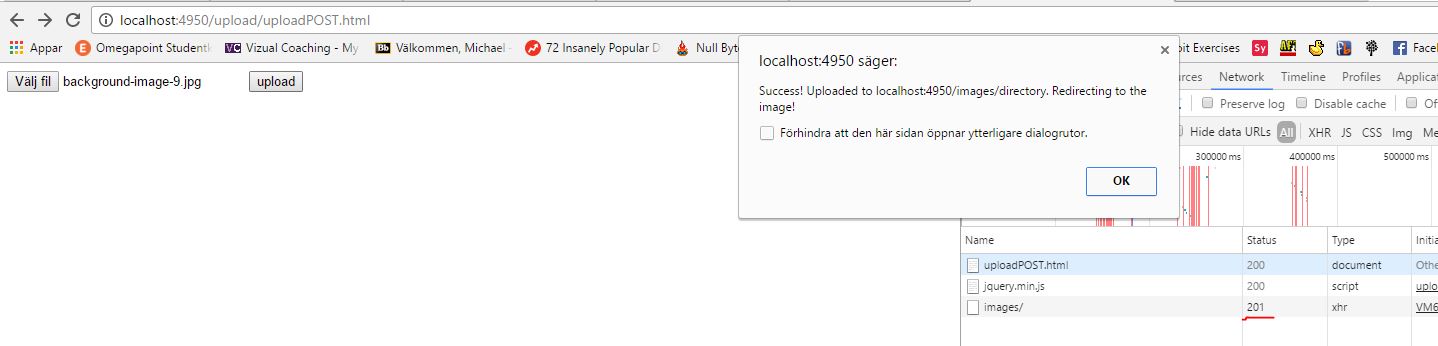 localhost:4950/upload/uploadPOST.html
Appar Omegapoint Studentk VC Vizual Coaching - My Bb Välkommen, Michael - 72 Insanely Popular D Null Byt bit Exercises Sy Facel
Välj fil background-image-9.jpg upload
localhost:4950 säger:
Success! Uploaded to localhost:4950/images/directory. Redirecting to the
image!
Förhindra att den här sidan öppnar ytterligare dialogrutor.
OK
urces Network Timeline Profiles Applicat
Preserve log Disable cache Of
Hide data URLs All XHR JS CSS Img Me
300000 ms 400000 ms 500000 ms
Name Status Type Initia
uploadPOST.html 200 document Othe
jquery.min.js 200 script uplo
images/ 201 xhr VM6